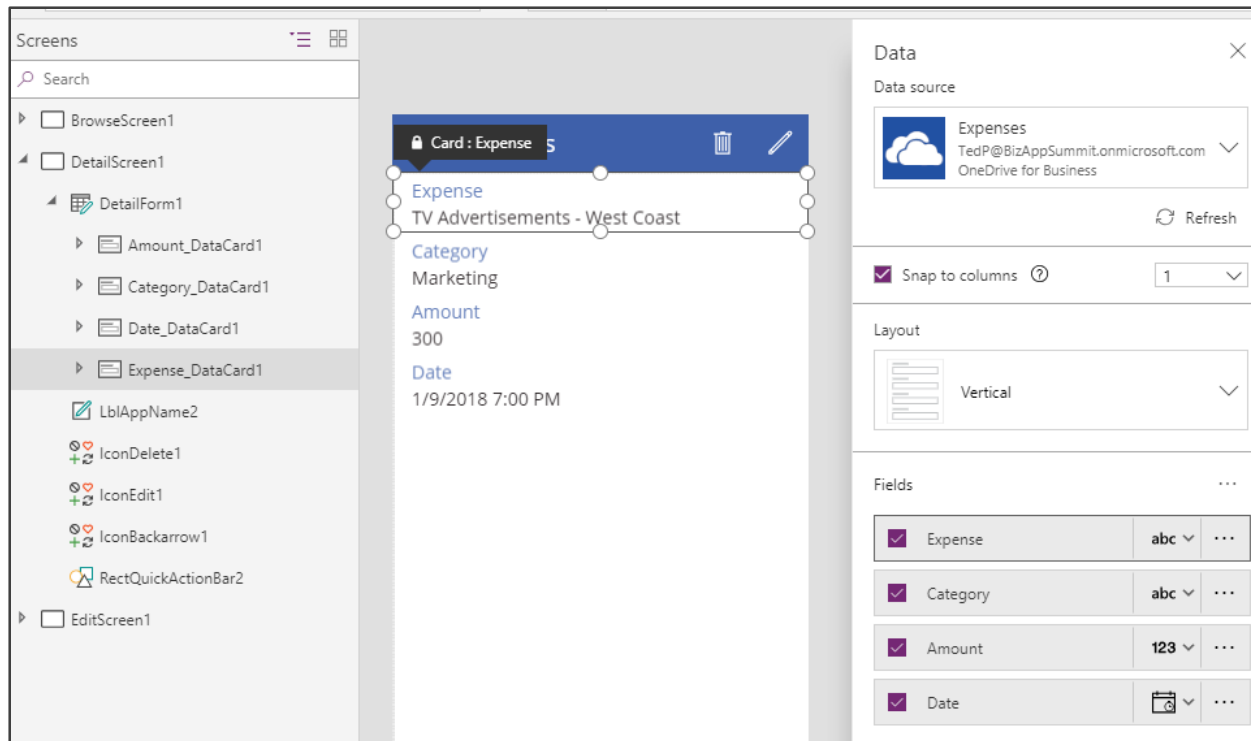 Screens
Search
BrowseScreen1
DetailScreen1
DetailForm1
Amount_DataCard1
Category_DataCard1
Date_DataCard1
Expense_DataCard1
LblAppName2
IconDelete1
IconEdit1
IconBackarrow1
RectQuickActionBar2
EditScreen1
Card : Expense
s
Expense
TV Advertisements - West Coast
Category
Marketing
Amount
300
Date
1/9/2018 7:00 PM
Data
Data source
Expenses
TedP@BizAppSummit.onmicrosoft.com
OneDrive for Business
Refresh
Snap to columns ? 1
Layout
Vertical
Fields ...
Expense abc ...
Category abc ...
Amount 123 ...
Date ...